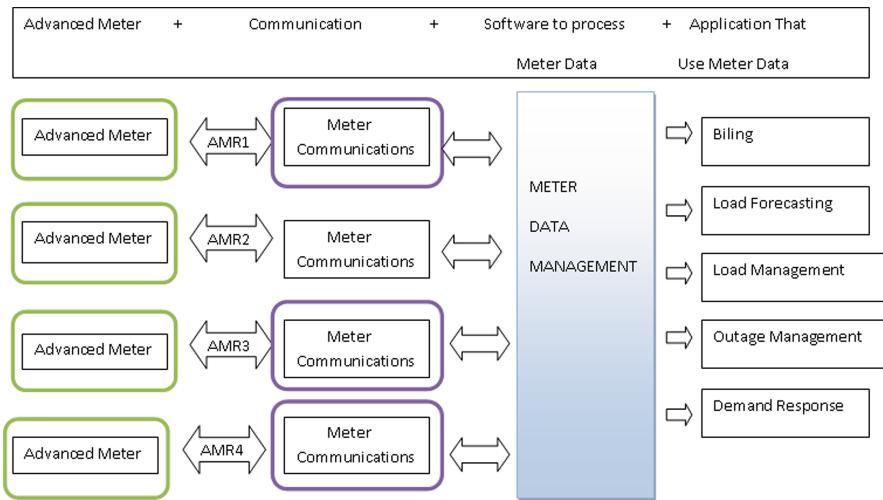 Advanced Meter + Communication + Software to process + Application That
Meter Data Use Meter Data
Advanced Meter
AMR1
Meter
Communications
Biling
Advanced Meter
AMR2
Meter
Communications
METER
DATA
MANAGEMENT
Load Forecasting
Load Management
Advanced Meter
AMR3
Meter
Communications
Outage Management
Advanced Meter
AMR4
Meter
Communications
Demand Response